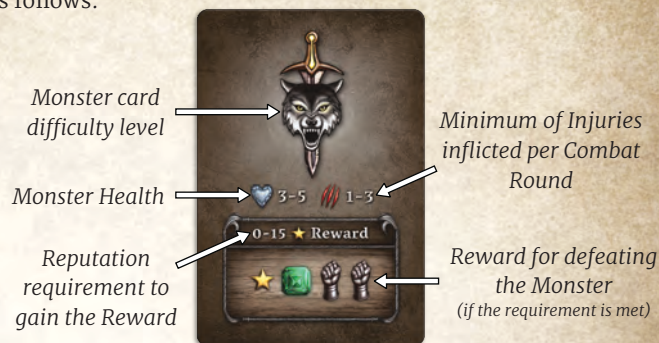 s follows:
Monster card
difficulty level
Minimum of Injuries
inflicted per Combat
Round
Monster Health
3-5 1-3
0-15 Reward
Reputation
requirement to
gain the Reward
Reward for defeating
the Monster
(if the requirement is met)